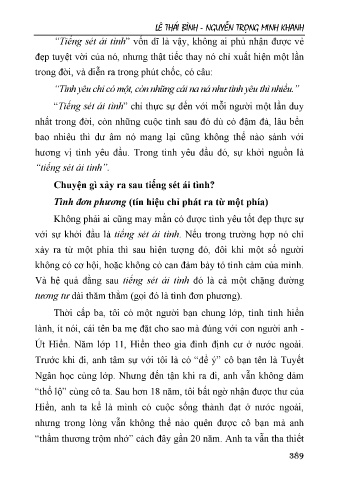 LÊ THÁI BÌNH - NGUYỄN TRỌNG MINH KHANH
“Tiếng sét ái tình” vốn dĩ là vậy, không ai phủ nhận được vẻ
đẹp tuyệt vời của nó, nhưng thật tiếc thay nó chỉ xuất hiện một lần
trong đời, và diễn ra trong phút chốc, có câu:
“Tình yêu chỉ có một, còn những cái na ná như tình yêu thì nhiều.”
“Tiếng sét ái tình” chỉ thực sự đến với mỗi người một lần duy
nhất trong đời, còn những cuộc tình sau đó dù có đậm đà, lâu bền
bao nhiêu thì dư âm nó mang lại cũng không thể nào sánh với
hương vị tình yêu đầu. Trong tình yêu đầu đó, sự khởi nguồn là
“tiếng sét ái tình”.
Chuyện gì xảy ra sau tiếng sét ái tình?
Tình đơn phương (tín hiệu chỉ phát ra từ một phía)
Không phải ai cũng may mắn có được tình yêu tốt đẹp thực sự
với sự khởi đầu là tiếng sét ái tình. Nếu trong trường hợp nó chỉ
xảy ra từ một phía thì sau hiện tượng đó, đôi khi một số người
không có cơ hội, hoặc không có can đảm bày tỏ tình cảm của mình.
Và hệ quả đằng sau tiếng sét ái tình đó là cả một chặng đường
tương tư dài thăm thẳm (gọi đó là tình đơn phương).
Thời cấp ba, tôi có một người bạn chung lớp, tính tình hiền
lành, ít nói, cái tên ba mẹ đặt cho sao mà đúng với con người anh -
Út Hiền. Năm lớp 11, Hiền theo gia đình định cư ở nước ngoài.
Trước khi đi, anh tâm sự với tôi là có “để ý” cô bạn tên là Tuyết
Ngân học cùng lớp. Nhưng đến tận khi ra đi, anh vẫn không dám
“thổ lộ” cùng cô ta. Sau hơn 18 năm, tôi bất ngờ nhận được thư của
Hiền, anh ta kể là mình có cuộc sống thành đạt ở nước ngoài,
nhưng trong lòng vẫn không thể nào quên được cô bạn mà anh
“thầm thương trộm nhớ” cách đây gần 20 năm. Anh ta vẫn tha thiết
389